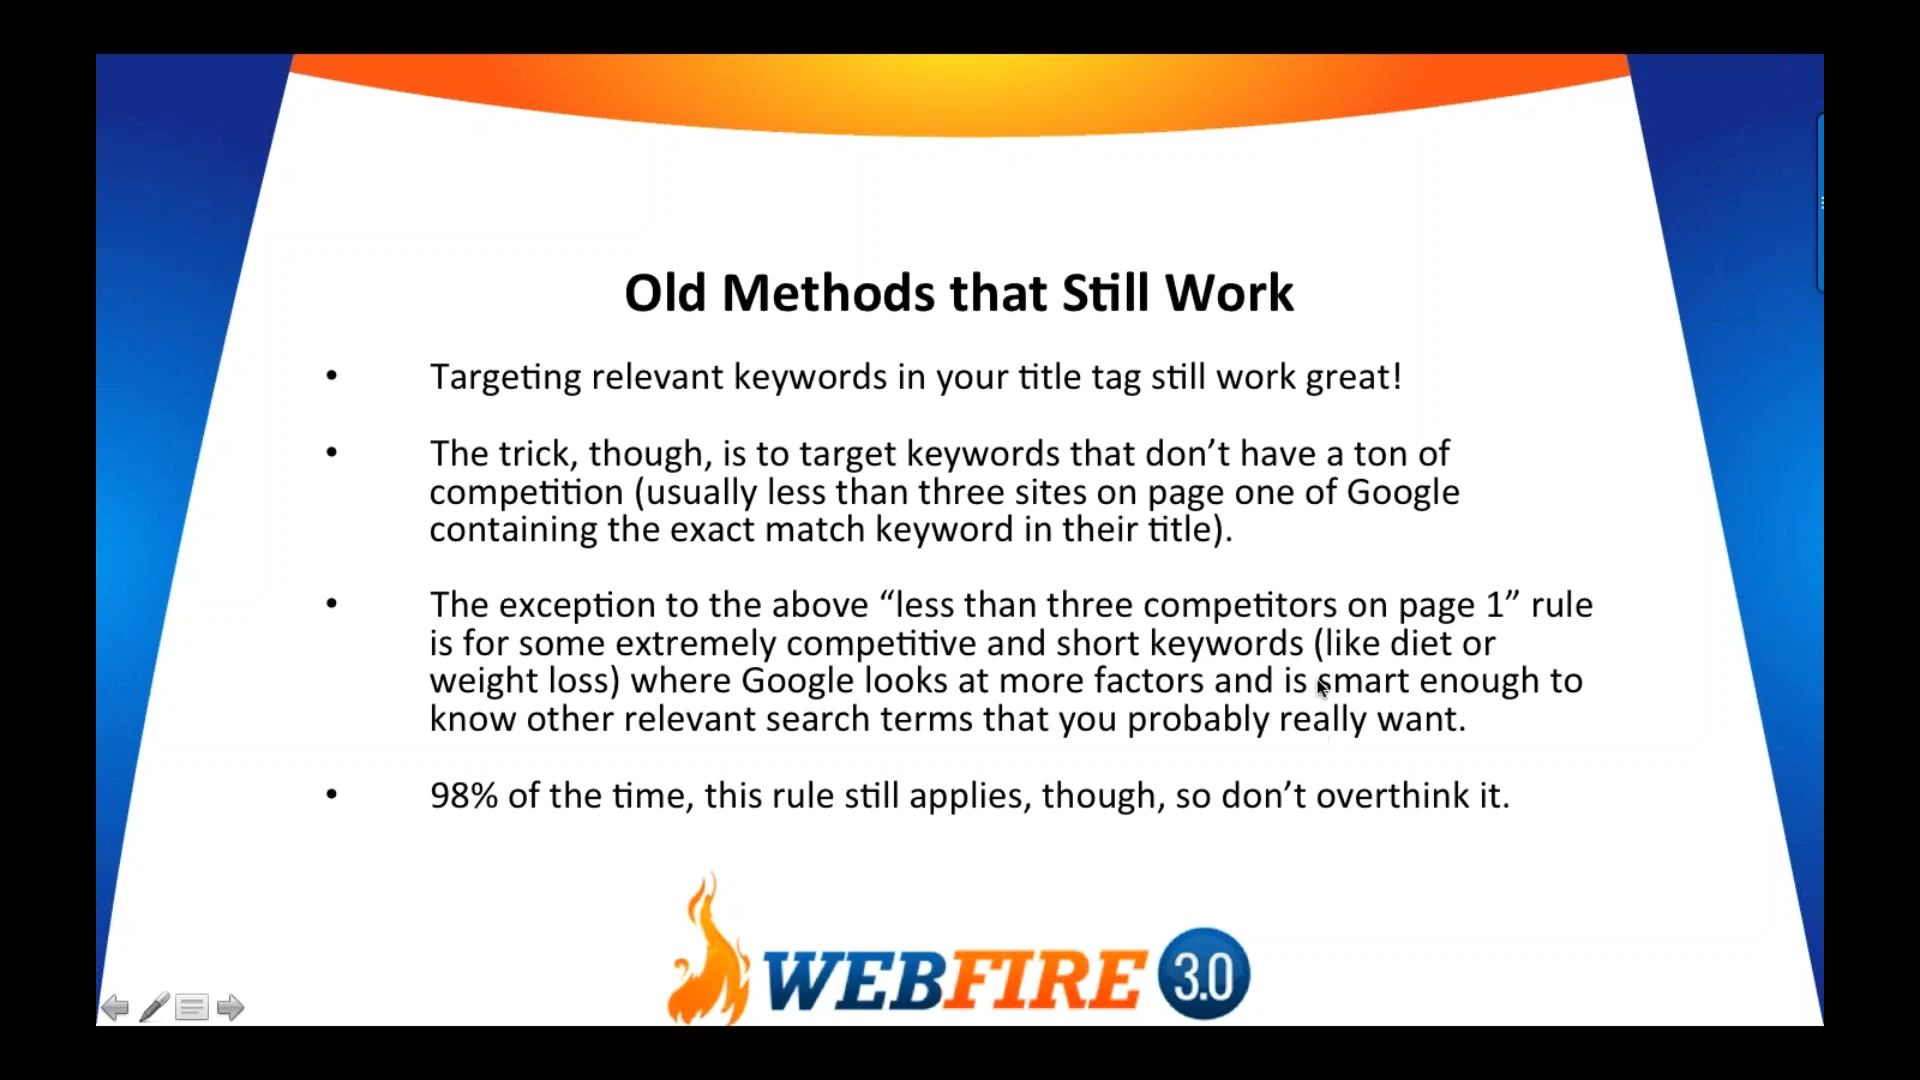 Old Methods that Still Work
• Targeting relevant keywords in your title tag still work great!
• The trick, though, is to target keywords that don’t have a ton of
competition (usually less than three sites on page one of Google
containing the exact match keyword in their title).
• The exception to the above “less than three competitors on page 1” rule
is for some extremely competitive and short keywords (like diet or
weight loss) where Google looks at more factors and is smart enough to
know other relevant search terms that you probably really want.
• 98% of the time, this rule still applies, though, so don’t overthink it.
WEBFIRE 3.0